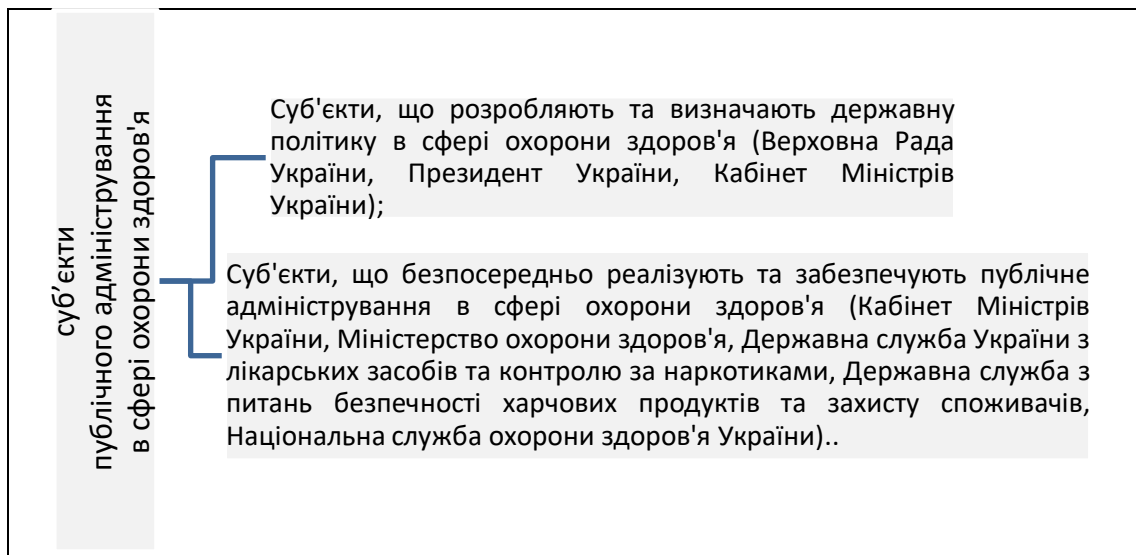 суб’єкти
публічного адміністрування
в сфері охорони здоров'я
Суб'єкти, що розробляють та визначають державну
політику в сфері охорони здоров'я (Верховна Рада
України, Президент України, Кабінет Міністрів
України);
Суб'єкти, що безпосередньо реалізують та забезпечують публічне
адміністрування в сфері охорони здоров'я (Кабінет Міністрів
України, Міністерство охорони здоров'я, Державна служба України з
лікарських засобів та контролю за наркотиками, Державна служба з
питань безпечності харчових продуктів та захисту споживачів,
Національна служба охорони здоров'я України)..